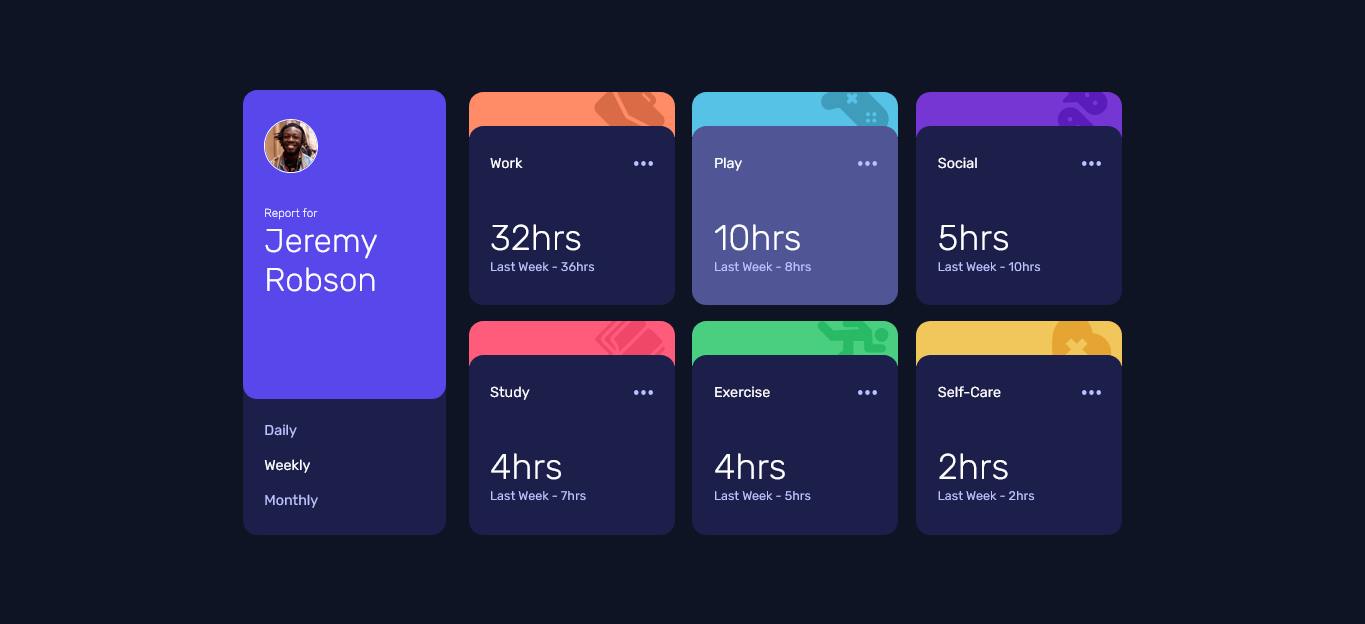 Report for
Jeremy
Robson
Daily
Weekly
Monthly
Work
32hrs
Last Week - 36hrs
Play
10hrs
Last Week - 8hrs
Social
5hrs
Last Week - 10hrs
Study
4hrs
Last Week - 7hrs
Exercise
4hrs
Last Week - 5hrs
Self-Care
2hrs
Last Week - 2hrs